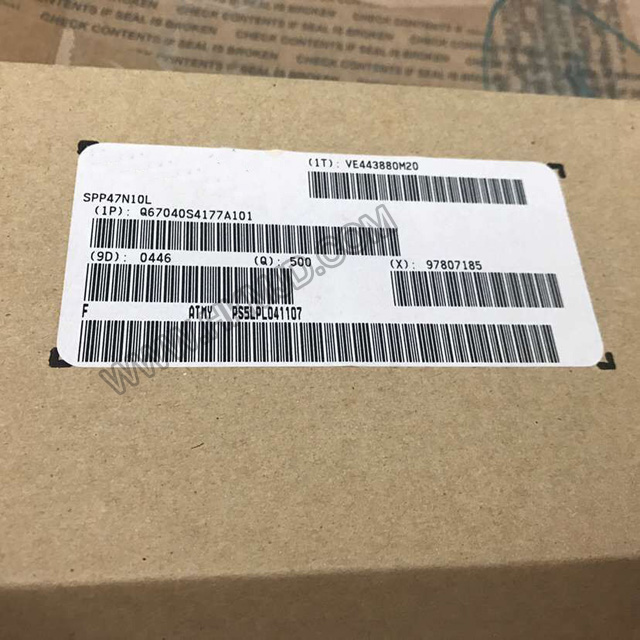 CHECK CONTENTS IF SEAL IS BROKEN
(1T): VE443880M20
SPP47N10L
(1P): Q67040S4177A101
(9D): 0446 (Q): 500 (X): 97807185
F ATMY PS5LPL041107